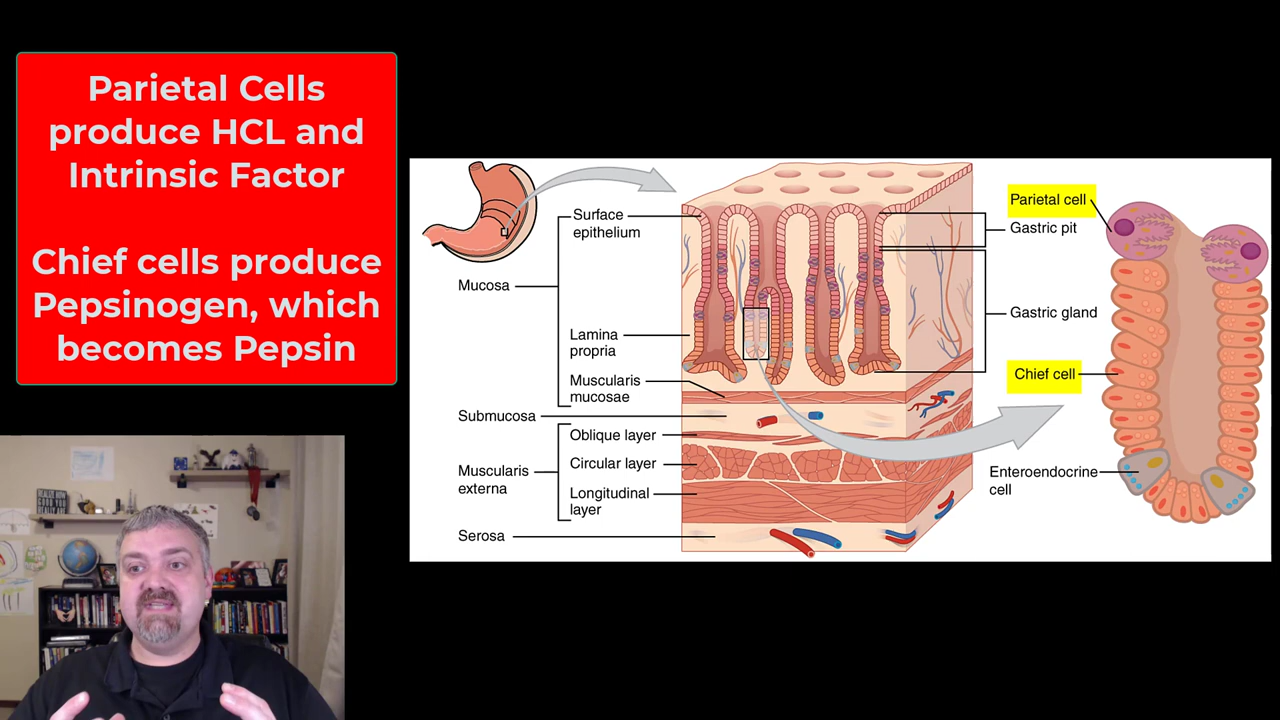 Parietal Cells
produce HCL and
Intrinsic Factor
Chief cells produce
Pepsinogen, which
becomes Pepsin
Surface
epithelium
Mucosa
Lamina
propria
Muscularis
mucosae
Submucosa
Oblique layer
Muscularis
externa
Circular layer
Longitudinal
layer
Serosa
Parietal cell
Gastric pit
Gastric gland
Chief cell
Enteroendocrine
cell